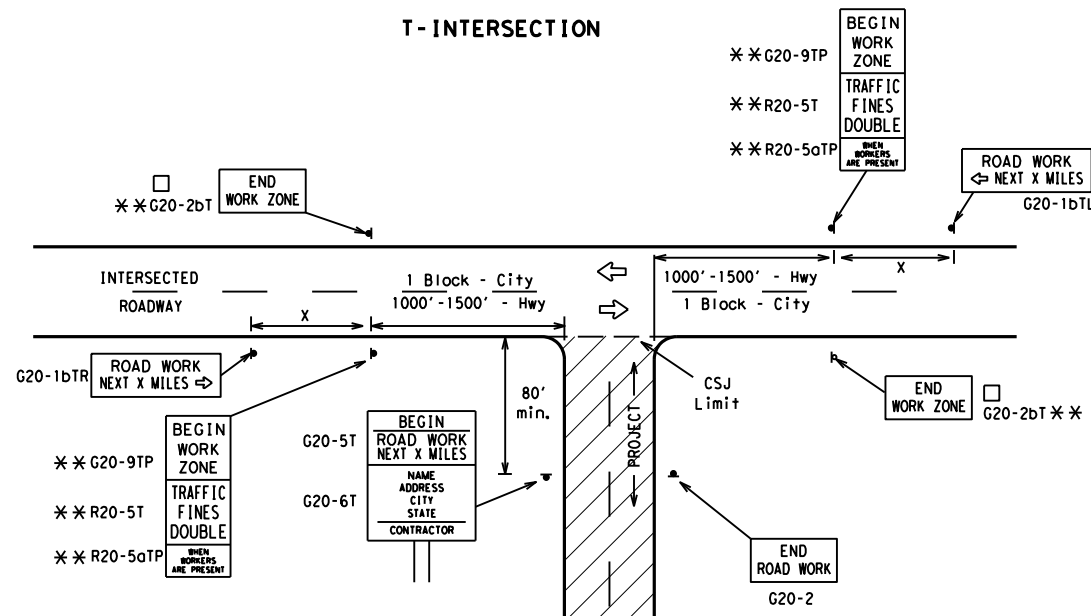 T-INTERSECTION
BEGIN
WORK
ZONE
TRAFFIC
FINES
DOUBLE
WHEN
WORKERS
ARE PRESENT
**G20-9TP
**R20-5T
**R20-5aTP
ROAD WORK
⇦ NEXT X MILES
G20-1bTL
END
WORK ZONE
□
**G20-2bT
INTERSECTED
ROADWAY
1 Block - City
1000'-1500' - Hwy
X
1000'-1500' - Hwy
1 Block - City
X
G20-1bTR
ROAD WORK
NEXT X MILES ⇨
80'
min.
CSJ
Limit
PROJECT
END
WORK ZONE
□
G20-2bT **
**G20-9TP
**R20-5T
**R20-5aTP
BEGIN
WORK
ZONE
TRAFFIC
FINES
DOUBLE
WHEN
WORKERS
ARE PRESENT
G20-5T
G20-6T
BEGIN
ROAD WORK
NEXT X MILES
NAME
ADDRESS
CITY
STATE
CONTRACTOR
END
ROAD WORK
G20-2